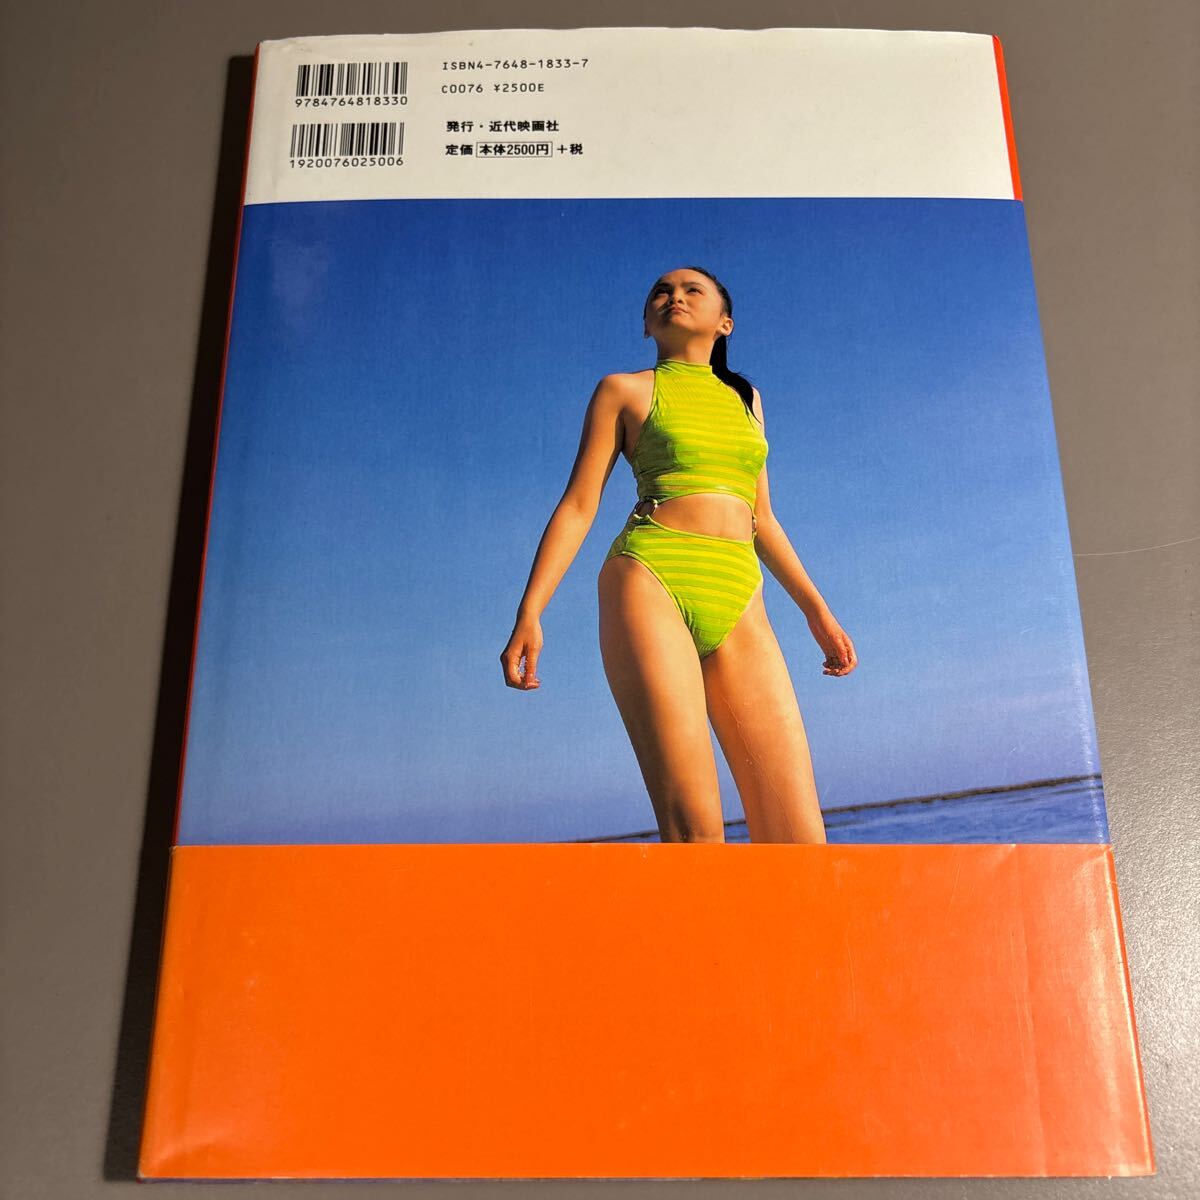 ISBN4-7648-1833-7
C0076 ¥2500E
9784764818330
発行・近代映画社
定価 本体2500円 +税
1920076025006